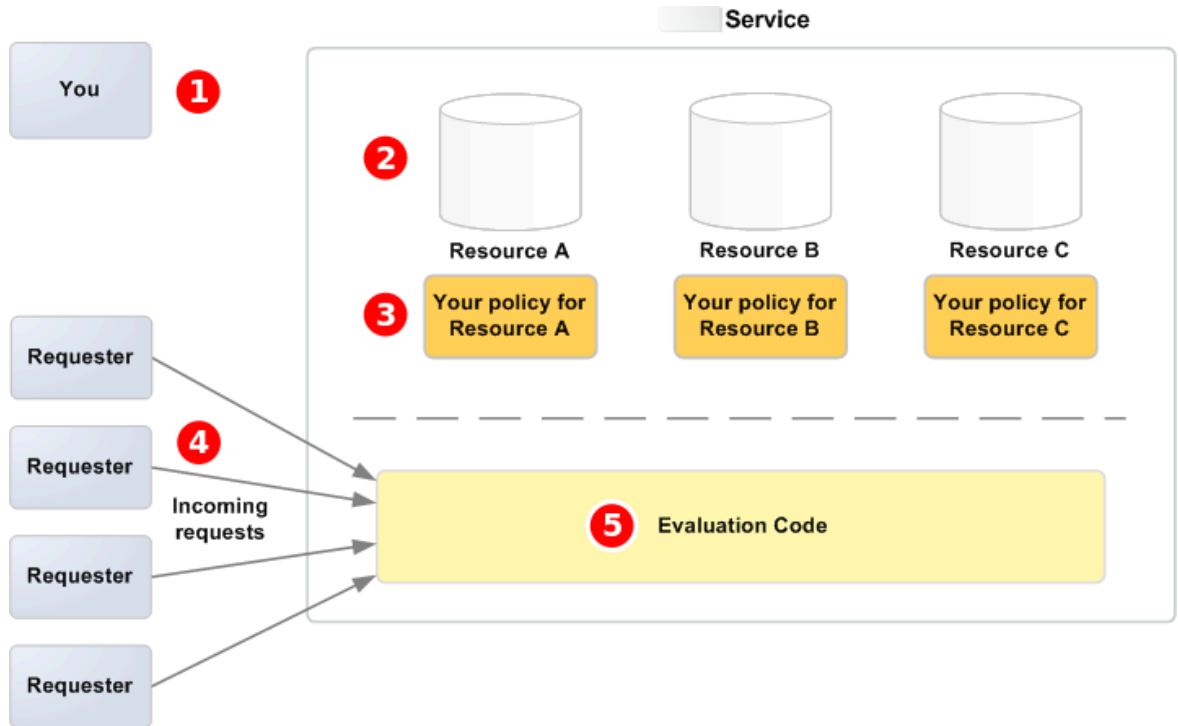 Service
You
1
2
Resource A
Resource B
Resource C
3
Your policy for
Resource A
Your policy for
Resource B
Your policy for
Resource C
Requester
Requester
4
Incoming
requests
5
Evaluation Code
Requester
Requester